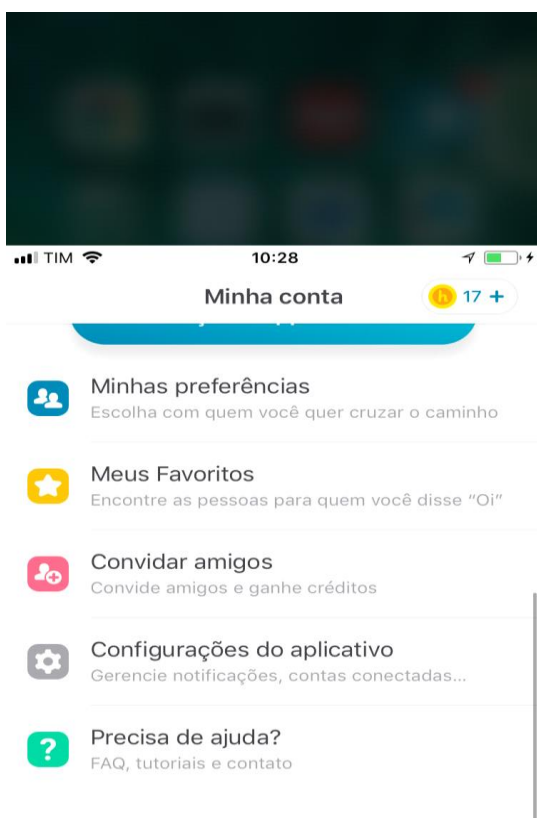 TIM 10:28
Minha conta 17 +
Minhas preferências
Escolha com quem você quer cruzar o caminho
Meus Favoritos
Encontre as pessoas para quem você disse “Oi”
Convidar amigos
Convide amigos e ganhe créditos
Configurações do aplicativo
Gerencie notificações, contas conectadas...
Precisa de ajuda?
FAQ, tutoriais e contato